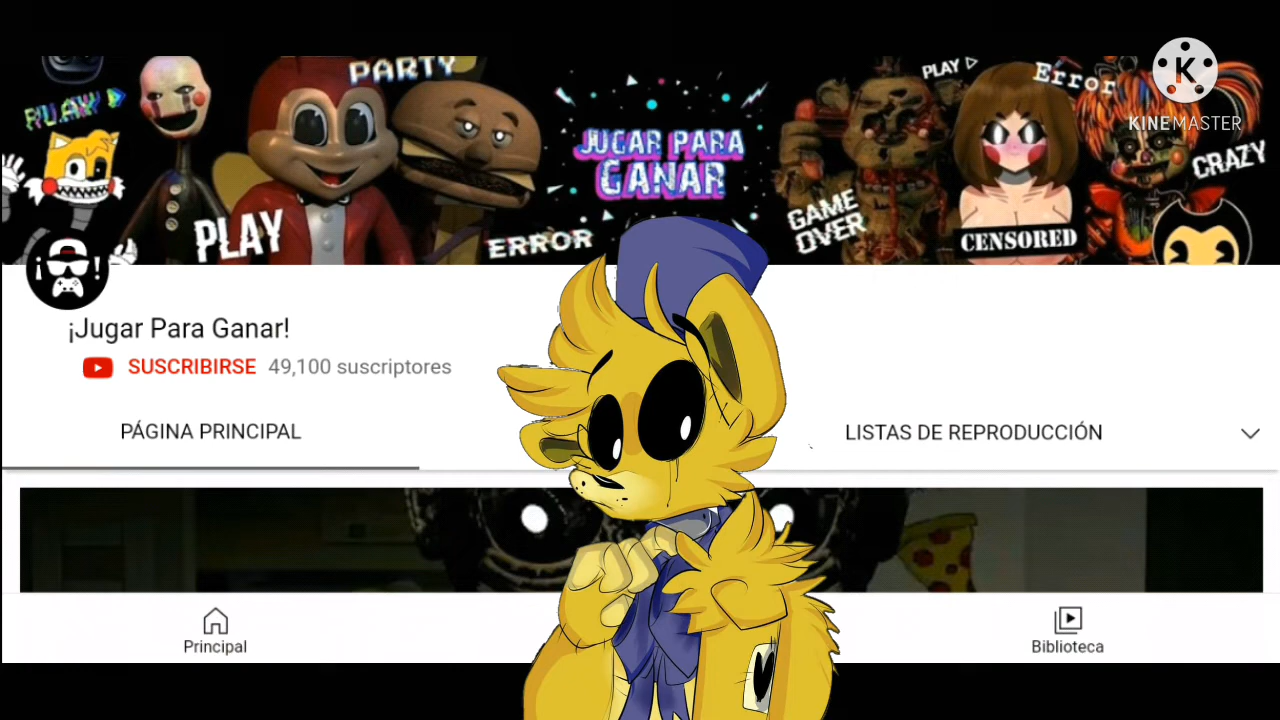 PARTY
PLAY
Error
K
KINEMASTER
PLAY
JUGAR PARA
GANAR
CRAZY
PLAY
ERROR
GAME
OVER
CENSORED
¡ !
¡Jugar Para Ganar!
SUSCRIBIRSE 49,100 suscriptores
PÁGINA PRINCIPAL
LISTAS DE REPRODUCCIÓN
Principal
Biblioteca